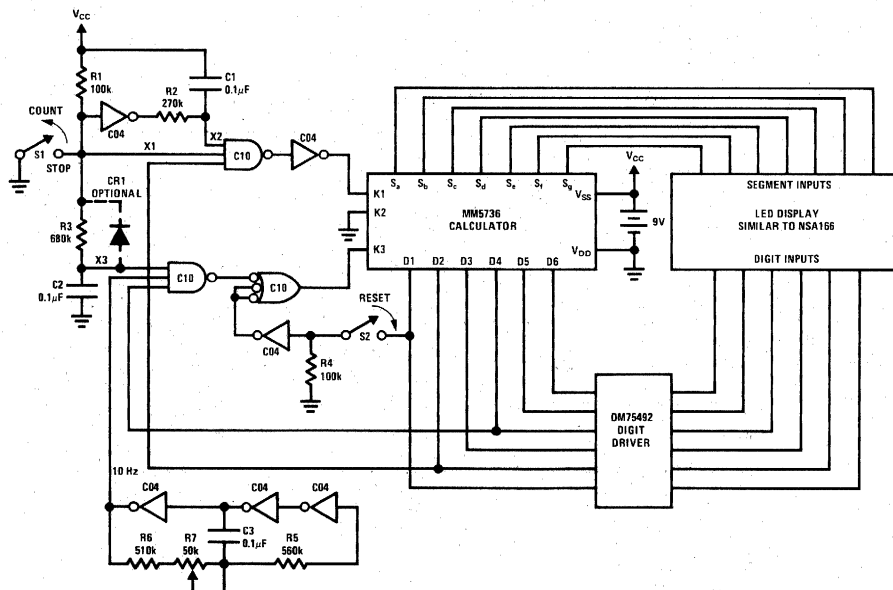 VCC
R1
100k
C1
0.1µF
R2
270k
COUNT
C04
X2
C04
S1
STOP
X1
C10
CR1
OPTIONAL
R3
680k
X3
C2
0.1µF
C10
C10
C04
R4
100k
RESET
S2
Sa Sb Sc Sd Se Sf Sg
K1
K2
K3
MM5736
CALCULATOR
VSS
VDD
D1 D2 D3 D4 D5 D6
VCC
9V
SEGMENT INPUTS
LED DISPLAY
SIMILAR TO NSA166
DIGIT INPUTS
DM75492
DIGIT
DRIVER
10 Hz
C04
C04
C04
C3
0.1µF
R6
510k
R7
50k
R5
560k